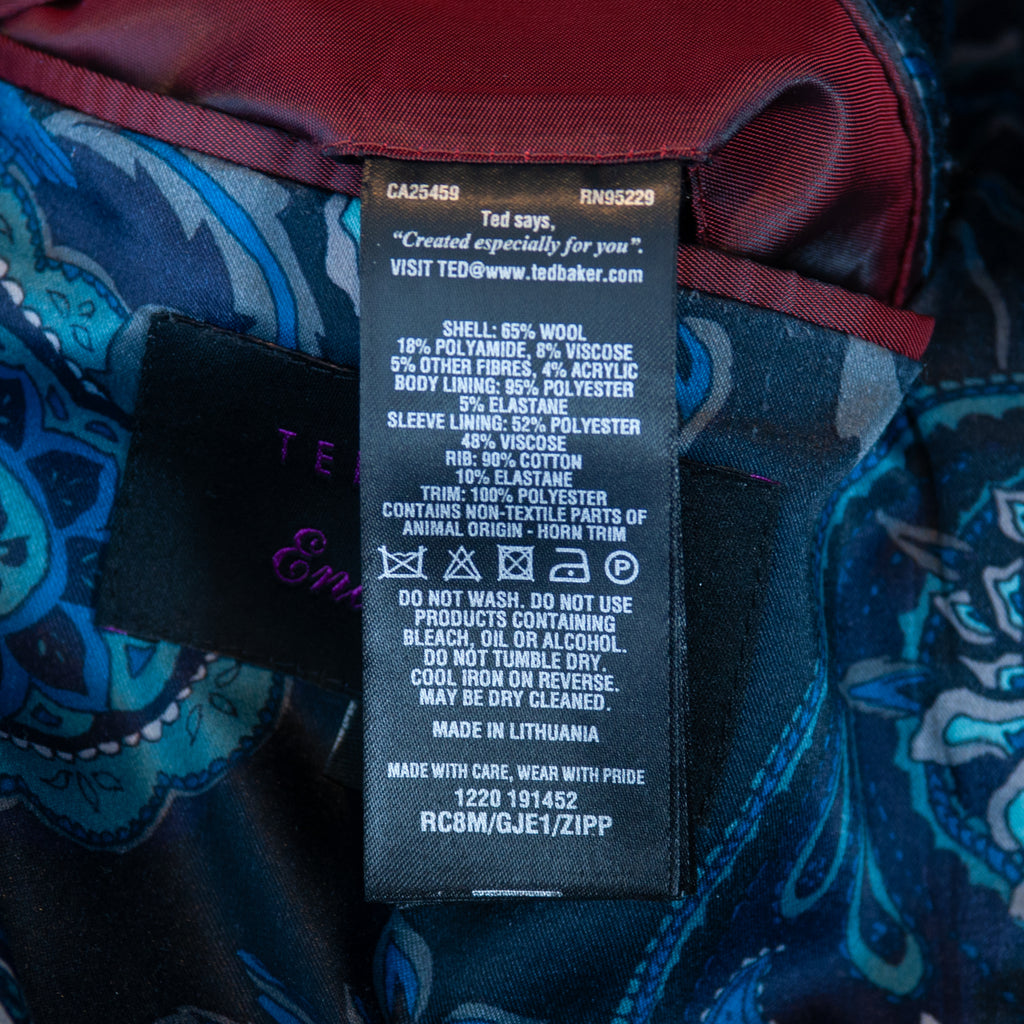 CA25459 RN95229
Ted says,
"Created especially for you".
VISIT TED@www.tedbaker.com
SHELL: 65% WOOL
18% POLYAMIDE, 8% VISCOSE
5% OTHER FIBRES, 4% ACRYLIC
BODY LINING: 95% POLYESTER
5% ELASTANE
SLEEVE LINING: 52% POLYESTER
48% VISCOSE
RIB: 90% COTTON
10% ELASTANE
TRIM: 100% POLYESTER
CONTAINS NON-TEXTILE PARTS OF
ANIMAL ORIGIN - HORN TRIM
P
DO NOT WASH. DO NOT USE
PRODUCTS CONTAINING
BLEACH, OIL OR ALCOHOL.
DO NOT TUMBLE DRY.
COOL IRON ON REVERSE.
MAY BE DRY CLEANED.
MADE IN LITHUANIA
MADE WITH CARE, WEAR WITH PRIDE
1220 191452
RC8M/GJE1/ZIPP